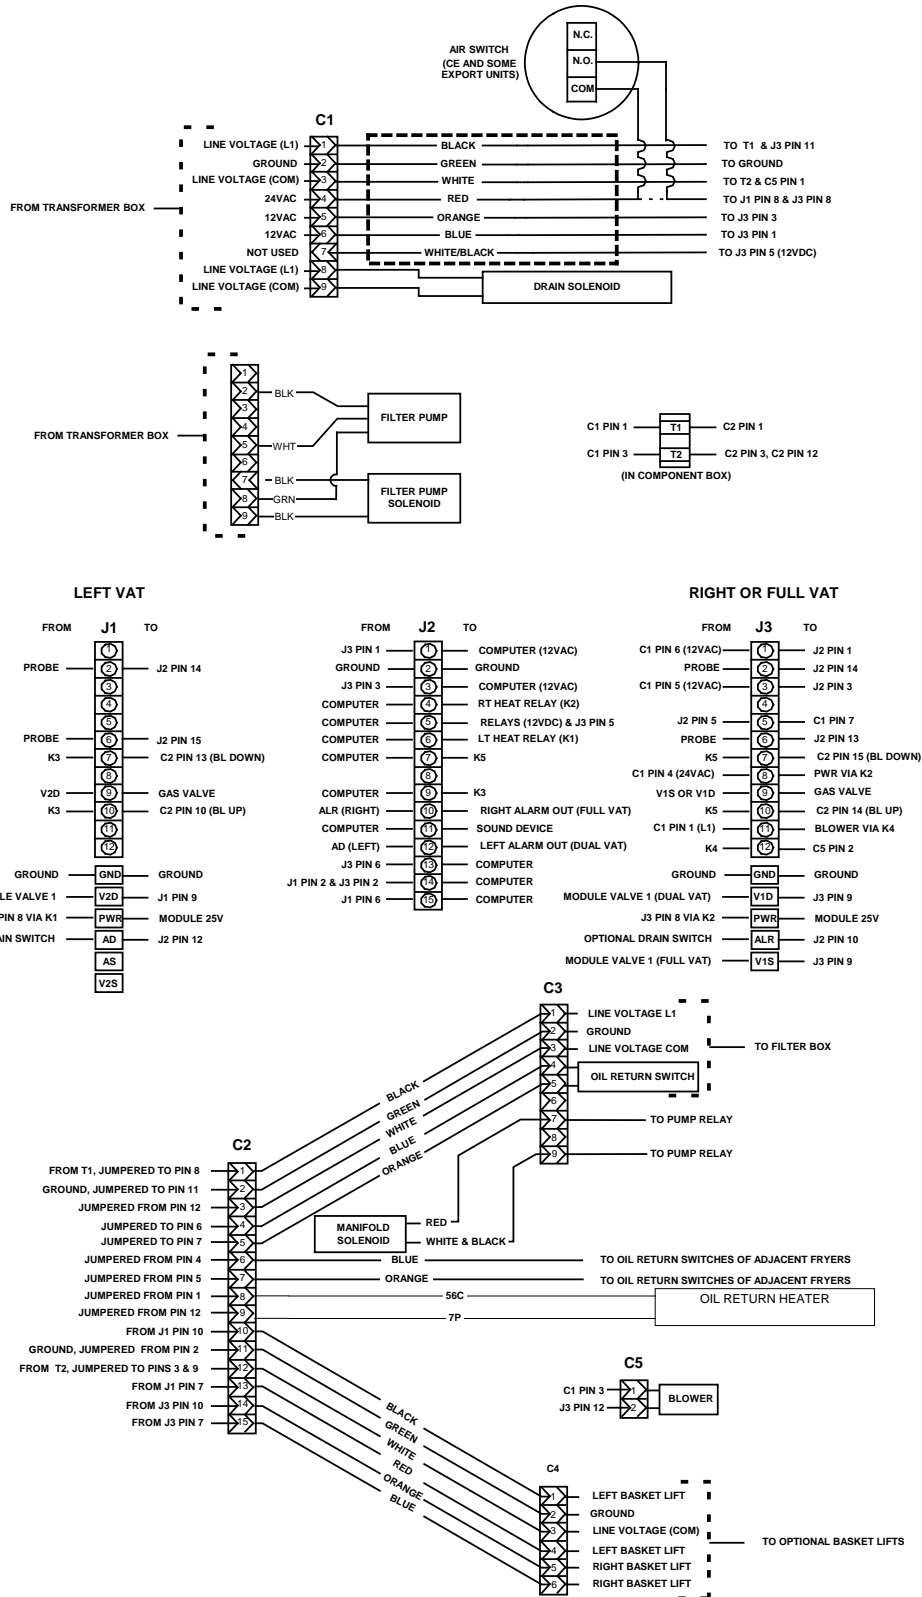 N.C.
AIR SWITCH
(CE AND SOME
EXPORT UNITS)
N.O.
COM
C1
FROM TRANSFORMER BOX
LINE VOLTAGE (L1) 1 BLACK TO T1 & J3 PIN 11
GROUND 2 GREEN TO GROUND
LINE VOLTAGE (COM) 3 WHITE TO T2 & C5 PIN 1
24VAC 4 RED TO J1 PIN 8 & J3 PIN 8
12VAC 5 ORANGE TO J3 PIN 3
12VAC 6 BLUE TO J3 PIN 1
NOT USED 7 WHITE/BLACK TO J3 PIN 5 (12VDC)
LINE VOLTAGE (L1) 8
LINE VOLTAGE (COM) 9
DRAIN SOLENOID
FROM TRANSFORMER BOX
1
2 BLK
3
4
5 WHT
6
7 BLK
8 GRN
9 BLK
FILTER PUMP
FILTER PUMP
SOLENOID
C1 PIN 1 T1 C2 PIN 1
C1 PIN 3 T2 C2 PIN 3, C2 PIN 12
(IN COMPONENT BOX)
LEFT VAT
FROM J1 TO
1
PROBE 2 J2 PIN 14
3
4
5
PROBE 6 J2 PIN 15
K3 7 C2 PIN 13 (BL DOWN)
8
V2D 9 GAS VALVE
K3 10 C2 PIN 10 (BL UP)
11
12
GROUND GND GROUND
LE VALVE 1 V2D J1 PIN 9
PIN 8 VIA K1 PWR MODULE 25V
AIN SWITCH AD J2 PIN 12
AS
V2S
FROM J2 TO
J3 PIN 1 1 COMPUTER (12VAC)
GROUND 2 GROUND
J3 PIN 3 3 COMPUTER (12VAC)
COMPUTER 4 RT HEAT RELAY (K2)
COMPUTER 5 RELAYS (12VDC) & J3 PIN 5
COMPUTER 6 LT HEAT RELAY (K1)
COMPUTER 7 K5
8
COMPUTER 9 K3
ALR (RIGHT) 10 RIGHT ALARM OUT (FULL VAT)
COMPUTER 11 SOUND DEVICE
AD (LEFT) 12 LEFT ALARM OUT (DUAL VAT)
J3 PIN 6 13 COMPUTER
J1 PIN 2 & J3 PIN 2 14 COMPUTER
J1 PIN 6 15 COMPUTER
RIGHT OR FULL VAT
FROM J3 TO
C1 PIN 6 (12VAC) 1 J2 PIN 1
PROBE 2 J2 PIN 14
C1 PIN 5 (12VAC) 3 J2 PIN 3
4
J2 PIN 5 5 C1 PIN 7
PROBE 6 J2 PIN 13
K5 7 C2 PIN 15 (BL DOWN)
C1 PIN 4 (24VAC) 8 PWR VIA K2
V1S OR V1D 9 GAS VALVE
K5 10 C2 PIN 14 (BL UP)
C1 PIN 1 (L1) 11 BLOWER VIA K4
K4 12 C5 PIN 2
GROUND GND GROUND
MODULE VALVE 1 (DUAL VAT) V1D J3 PIN 9
J3 PIN 8 VIA K2 PWR MODULE 25V
OPTIONAL DRAIN SWITCH ALR J2 PIN 10
MODULE VALVE 1 (FULL VAT) V1S J3 PIN 9
C3
1 LINE VOLTAGE L1
2 GROUND
3 LINE VOLTAGE COM
4
5
OIL RETURN SWITCH
TO FILTER BOX
6
7 TO PUMP RELAY
8
9 TO PUMP RELAY
BLACK
GREEN
WHITE
BLUE
ORANGE
C2
FROM T1, JUMPERED TO PIN 8 1
GROUND, JUMPERED TO PIN 11 2
JUMPERED FROM PIN 12 3
JUMPERED TO PIN 6 4
JUMPERED TO PIN 7 5
MANIFOLD
SOLENOID
RED
WHITE & BLACK
JUMPERED FROM PIN 4 6 BLUE TO OIL RETURN SWITCHES OF ADJACENT FRYERS
JUMPERED FROM PIN 5 7 ORANGE TO OIL RETURN SWITCHES OF ADJACENT FRYERS
JUMPERED FROM PIN 1 8 56C
JUMPERED FROM PIN 12 9 7P
OIL RETURN HEATER
FROM J1 PIN 10 10
GROUND, JUMPERED FROM PIN 2 11
FROM T2, JUMPERED TO PINS 3 & 9 12
FROM J1 PIN 7 13
FROM J3 PIN 10 14
FROM J3 PIN 7 15
C5
C1 PIN 3 1
J3 PIN 12 2
BLOWER
BLACK
GREEN
WHITE
RED
ORANGE
BLUE
C4
1 LEFT BASKET LIFT
2 GROUND
3 LINE VOLTAGE (COM)
4 LEFT BASKET LIFT
5 RIGHT BASKET LIFT
6 RIGHT BASKET LIFT
TO OPTIONAL BASKET LIFTS